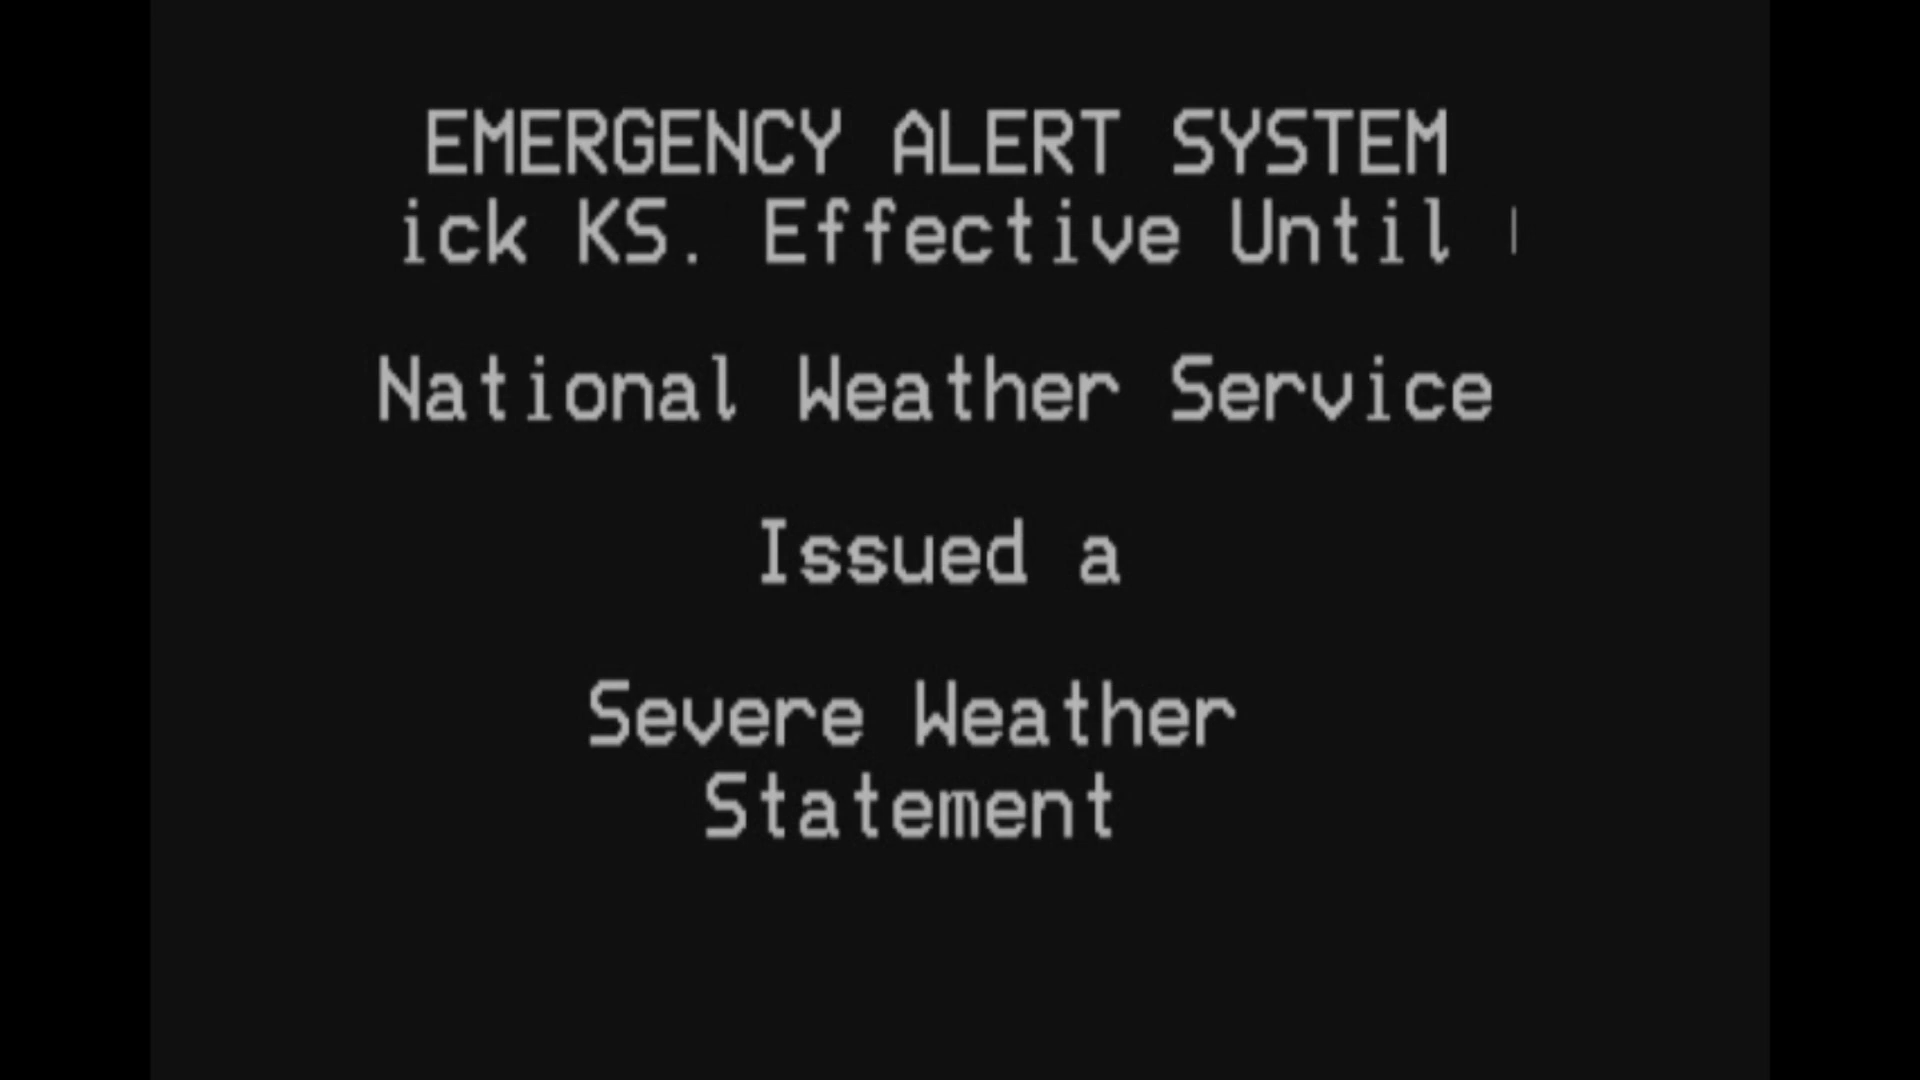 EMERGENCY ALERT SYSTEM
ick KS. Effective Until
National Weather Service
Issued a
Severe Weather
Statement